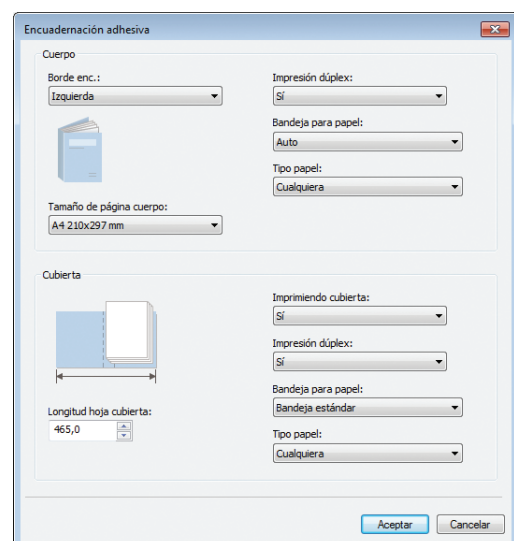 Encuadernación adhesiva
Cuerpo
Borde enc.:
Izquierda
Tamaño de página cuerpo:
A4 210x297 mm
Impresión dúplex:
Sí
Bandeja para papel:
Auto
Tipo papel:
Cualquiera
Cubierta
Longitud hoja cubierta:
465,0
Imprimiendo cubierta:
Sí
Impresión dúplex:
Sí
Bandeja para papel:
Bandeja estándar
Tipo papel:
Cualquiera
Aceptar
Cancelar